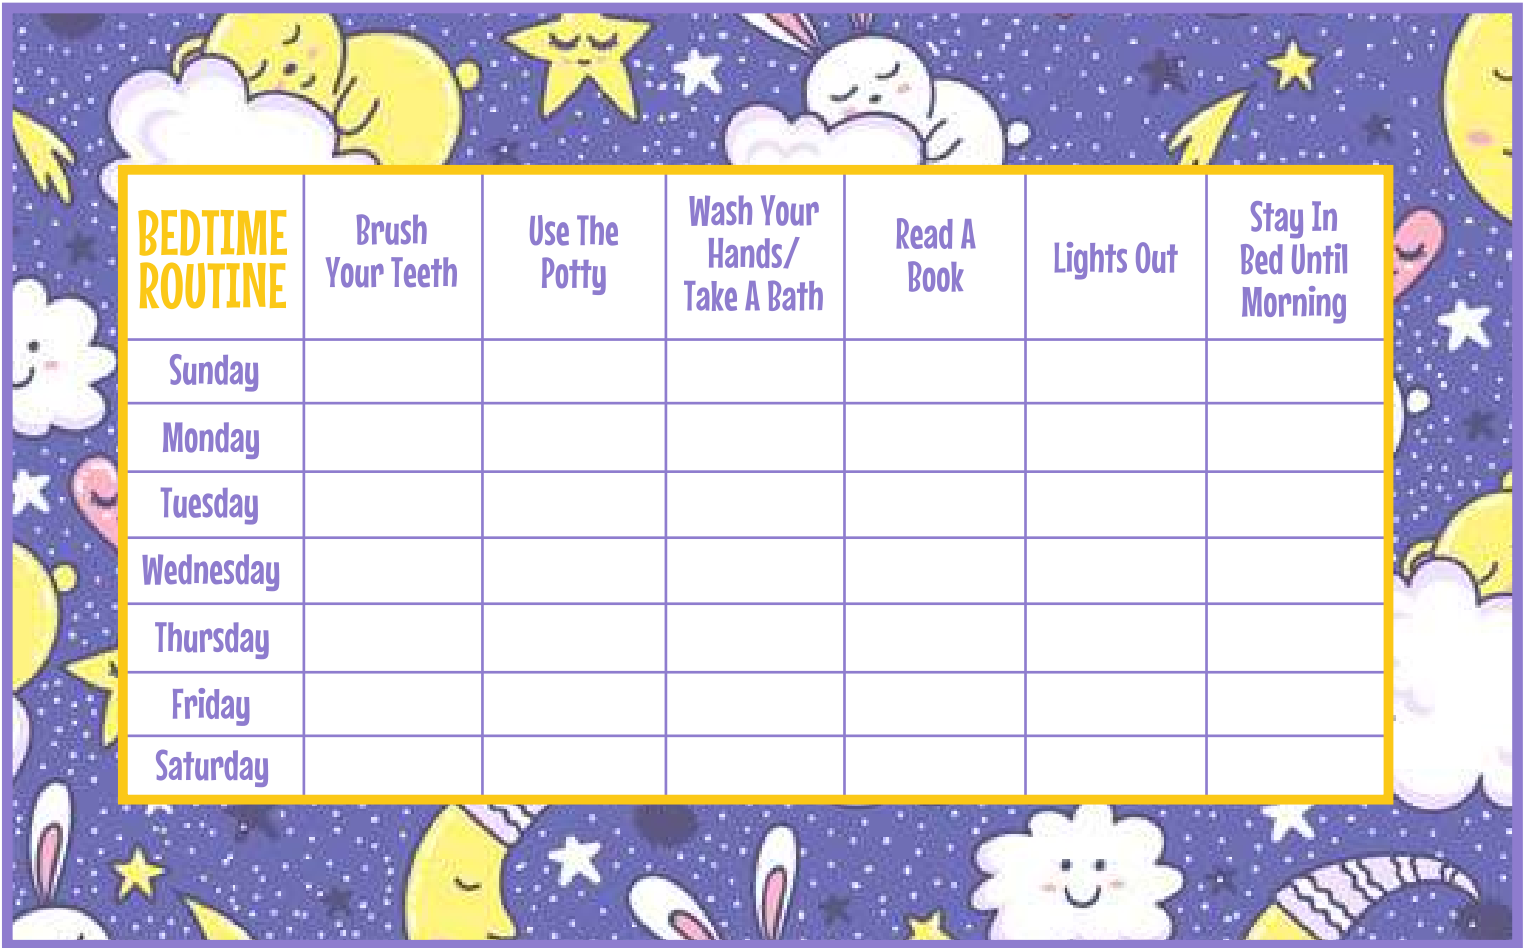 BEDTIME
ROUTINE
Brush
Your Teeth
Use The
Potty
Wash Your
Hands/
Take A Bath
Read A
Book
Lights Out
Stay In
Bed Until
Morning
Sunday
Monday
Tuesday
Wednesday
Thursday
Friday
Saturday